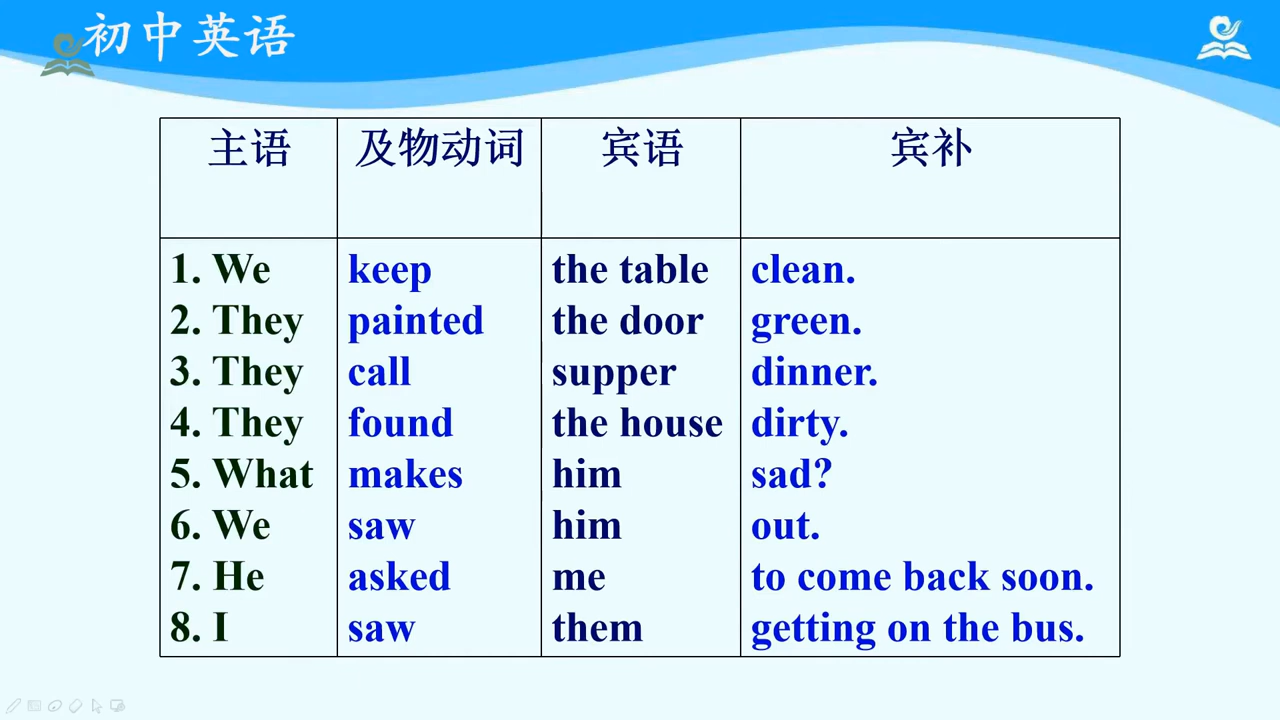 初中英语
主语 及物动词 宾语 宾补
1. We keep the table clean.
2. They painted the door green.
3. They call supper dinner.
4. They found the house dirty.
5. What makes him sad?
6. We saw him out.
7. He asked me to come back soon.
8. I saw them getting on the bus.